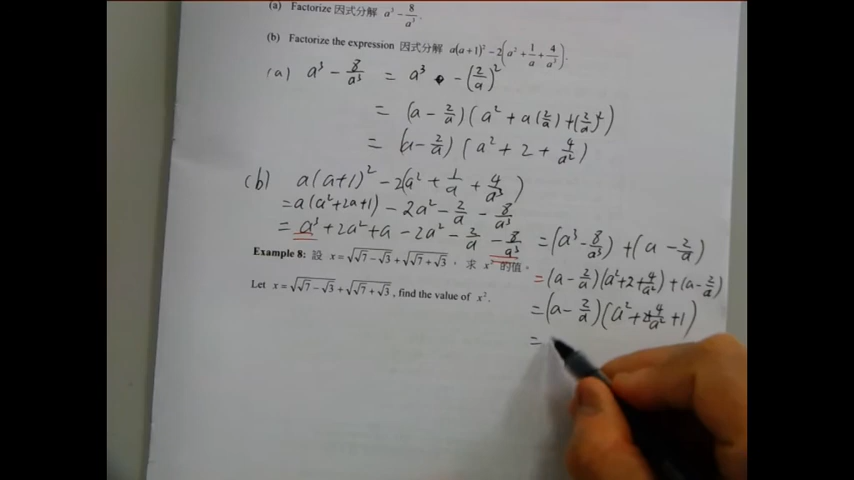 (a) Factorize 因式分解 a³ - 8/a³.
(b) Factorize the expression 因式分解 a(a+1)² - 2(a² + 1/a + 4/a³).
(a) a³ - 8/a³ = a³ - (2/a)²
= (a - 2/a)(a² + a(2/a) + (2/a)²)
= (a - 2/a)(a² + 2 + 4/a²)
(b) a(a+1)² - 2(a² + 1/a + 4/a³)
= a(a²+2a+1) - 2a² - 2/a - 8/a³
= a³ + 2a² + a - 2a² - 2/a - 8/a³
= (a³ - 8/a³) + (a - 2/a)
= (a - 2/a)(a² + 2 + 4/a²) + (a - 2/a)
= (a - 2/a)(a² + 2 + 4/a² + 1)
=
Example 8: 設 x = √(√7 - √3) + √(√7 + √3), 求 x² 的值.
Let x = √(√7 - √3) + √(√7 + √3), find the value of x².